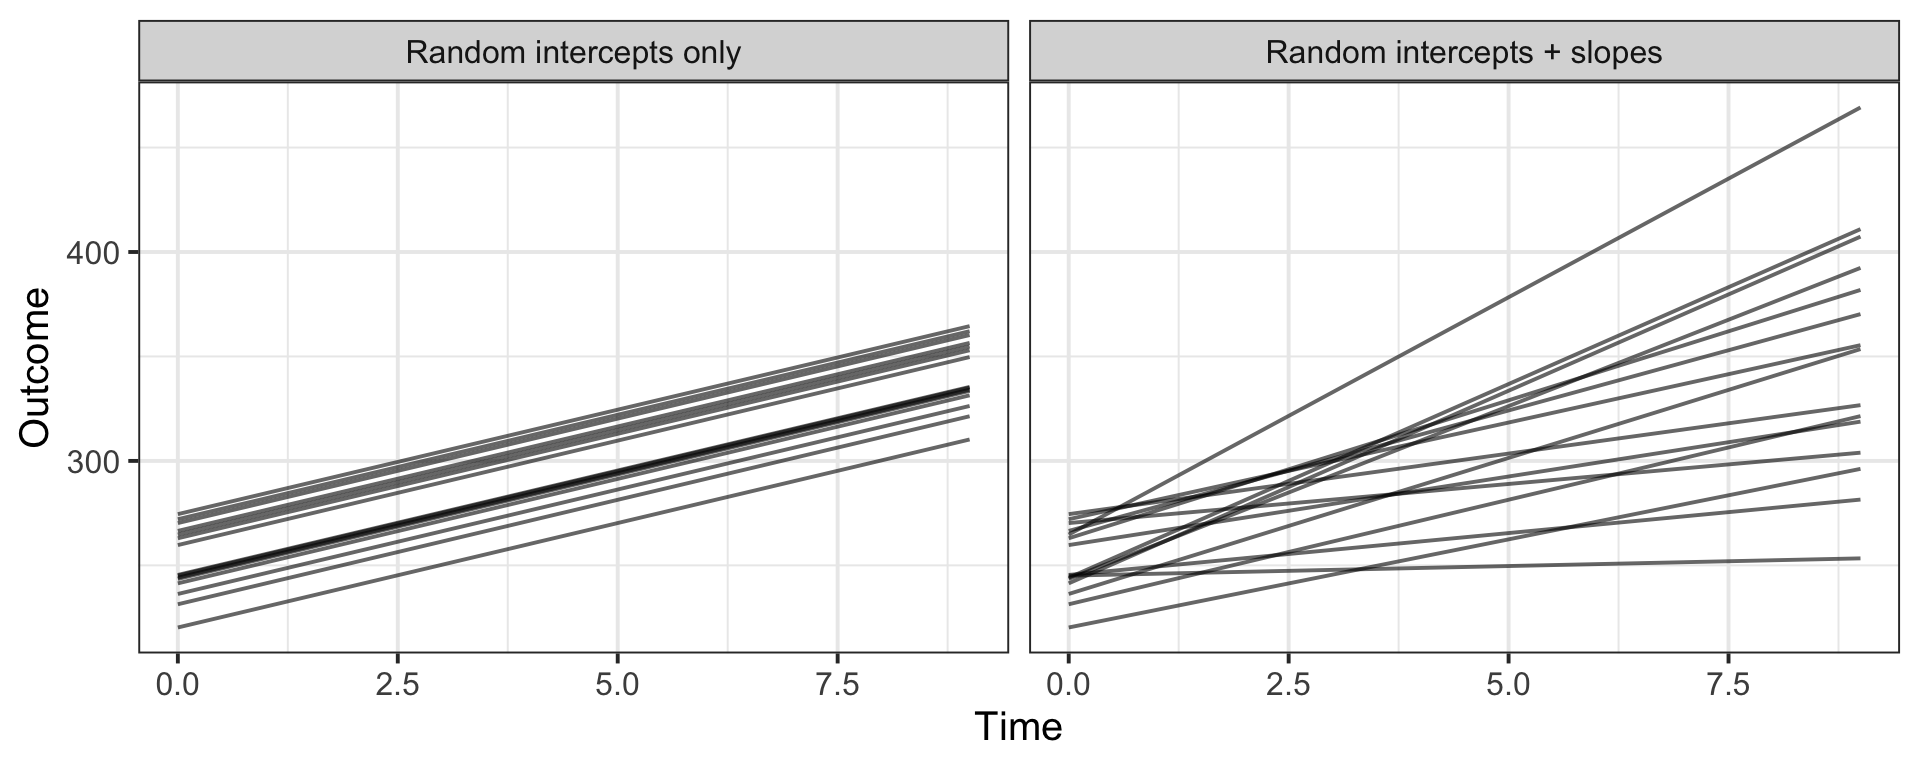 Random intercepts only
Random intercepts + slopes
Outcome
400
300
0.0 2.5 5.0 7.5
0.0 2.5 5.0 7.5
Time